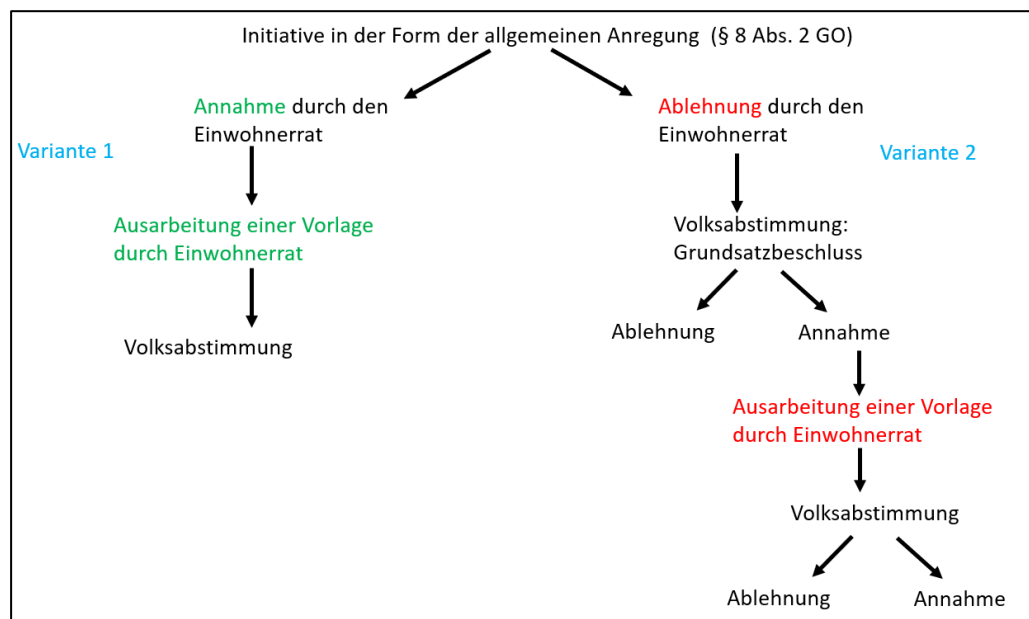 Initiative in der Form der allgemeinen Anregung (§ 8 Abs. 2 GO)
Annahme durch den
Einwohnerrat
Variante 1
Ablehnung durch den
Einwohnerrat
Variante 2
Ausarbeitung einer Vorlage
durch Einwohnerrat
Volksabstimmung:
Grundsatzbeschluss
Volksabstimmung
Ablehnung
Annahme
Ausarbeitung einer Vorlage
durch Einwohnerrat
Volksabstimmung
Ablehnung
Annahme